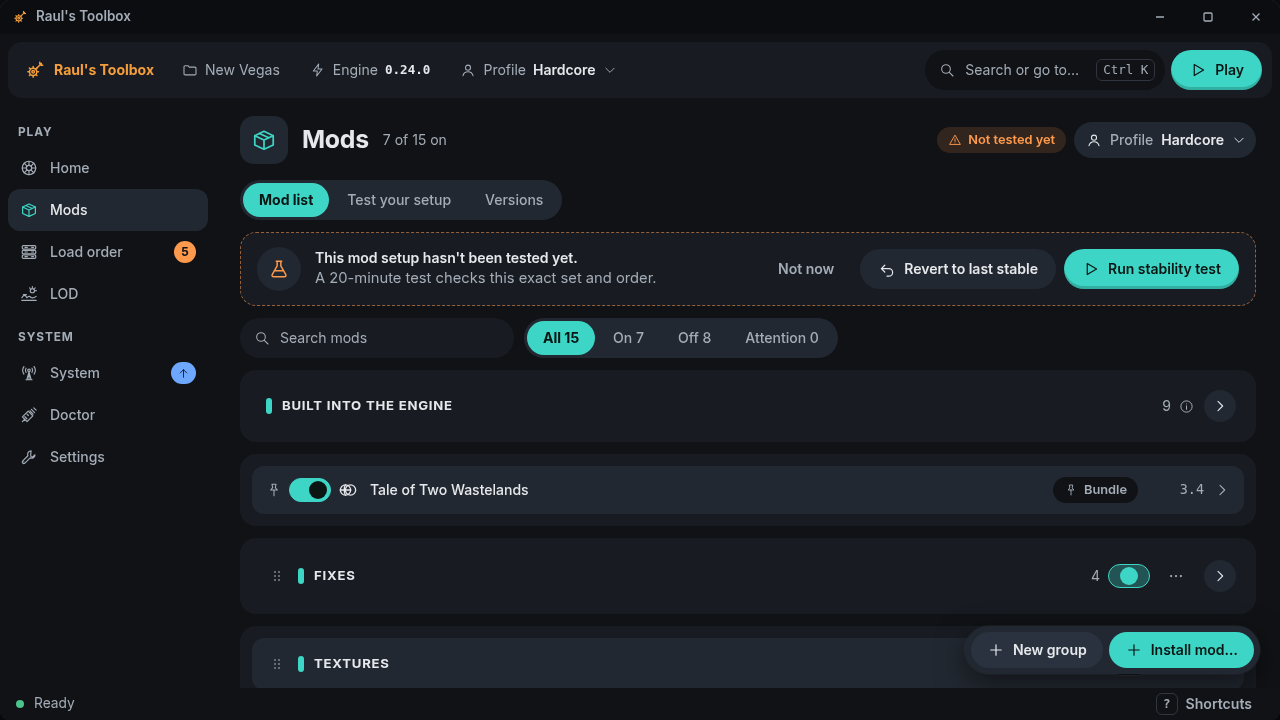 Raul's Toolbox
Raul's Toolbox
New Vegas
Engine 0.24.0
Profile Hardcore
Search or go to...
Ctrl K
Play
PLAY
Home
Mods
Load order
5
LOD
SYSTEM
System
Doctor
Settings
Mods
7 of 15 on
Not tested yet
Profile Hardcore
Mod list
Test your setup
Versions
This mod setup hasn't been tested yet.
A 20-minute test checks this exact set and order.
Not now
Revert to last stable
Run stability test
Search mods
All 15
On 7
Off 8
Attention 0
BUILT INTO THE ENGINE
9
Tale of Two Wastelands
Bundle
3.4
FIXES
4
TEXTURES
New group
Install mod...
Ready
?
Shortcuts